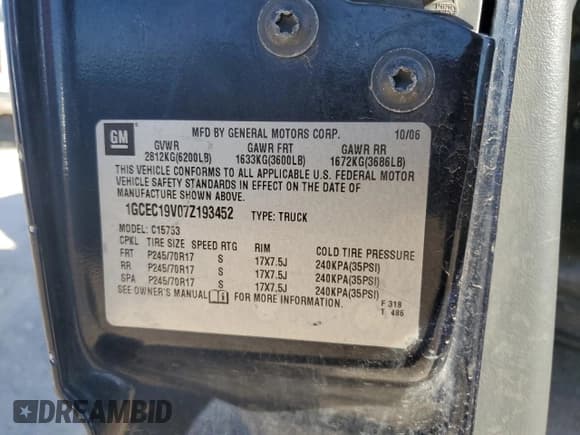 GM
MFD BY GENERAL MOTORS CORP. 10/06
GVWR GAWR FRT GAWR RR
2812KG(6200LB) 1633KG(3600LB) 1672KG(3686LB)
THIS VEHICLE CONFORMS TO ALL APPLICABLE U.S. FEDERAL MOTOR
VEHICLE SAFETY STANDARDS IN EFFECT ON THE DATE OF
MANUFACTURE SHOWN ABOVE.
1GCEC19V07Z193452 TYPE: TRUCK
MODEL: C15753
CPKL TIRE SIZE SPEED RTG RIM COLD TIRE PRESSURE
FRT P245/70R17 S 17X7.5J 240KPA(35PSI)
RR P245/70R17 S 17X7.5J 240KPA(35PSI)
SPA P245/70R17 S 17X7.5J 240KPA(35PSI)
SEE OWNER'S MANUAL FOR MORE INFORMATION.
F 318
T 486
DREAMBID